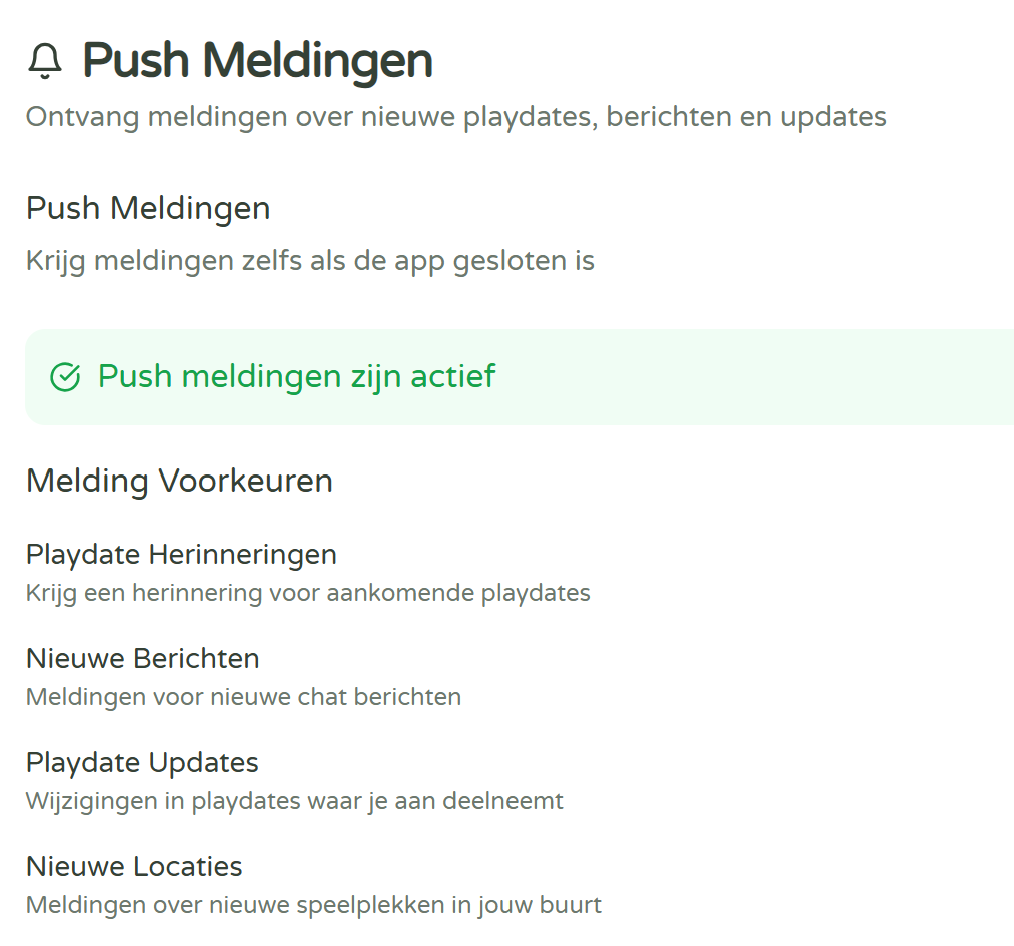 Push Meldingen
Ontvang meldingen over nieuwe playdates, berichten en updates
Push Meldingen
Krijg meldingen zelfs als de app gesloten is
Push meldingen zijn actief
Melding Voorkeuren
Playdate Herinneringen
Krijg een herinnering voor aankomende playdates
Nieuwe Berichten
Meldingen voor nieuwe chat berichten
Playdate Updates
Wijzigingen in playdates waar je aan deelneemt
Nieuwe Locaties
Meldingen over nieuwe speelplekken in jouw buurt